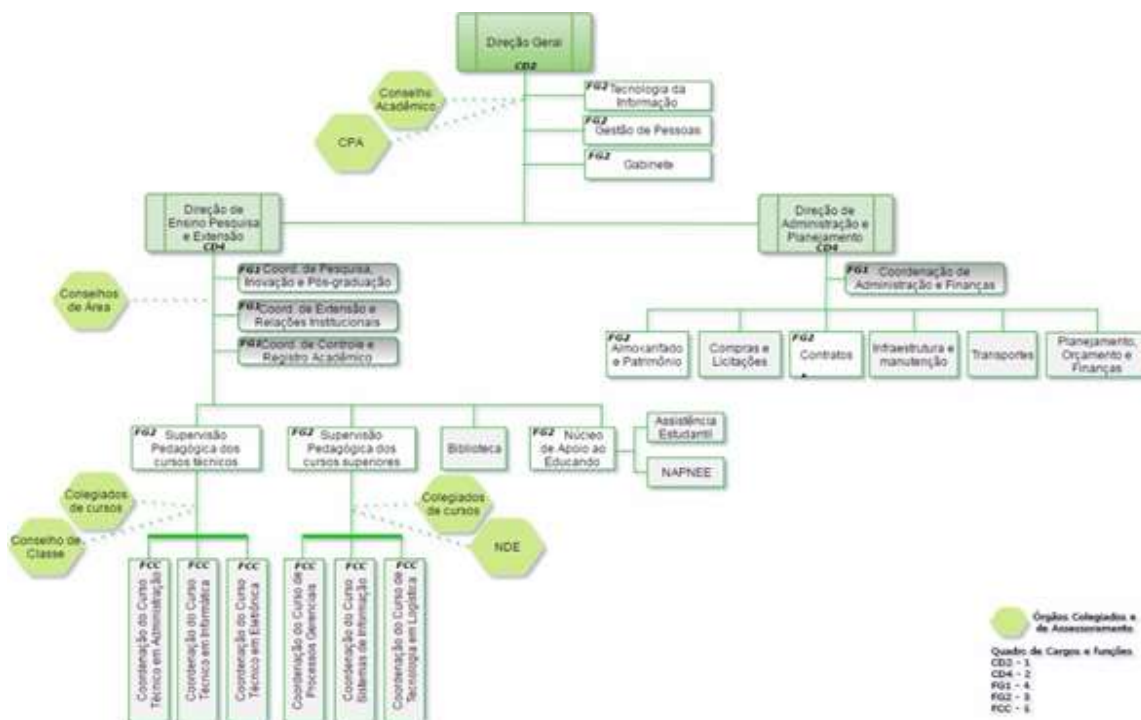 Direção Geral
CD2
Conselho
Acadêmico
CPA
FG2
Tecnologia da
Informação
FG2
Gestão de Pessoas
FG2
Gabinete
Direção de
Ensino Pesquisa
e Extensão
CD4
Direção de
Administração e
Planejamento
CD4
Conselhos
de Área
FG1
Coord. de Pesquisa,
Inovação e Pós-graduação
FG1
Coord. de Extensão e
Relações Institucionais
FG1
Coord. de Controle e
Registro Acadêmico
FG1
Coordenação de
Administração e Finanças
FG2
Almoxarifado
e Patrimônio
Compras e
Licitações
FG2
Contratos
Infraestrutura e
manutenção
Transportes
Planejamento,
Orçamento e
Finanças
FG2
Supervisão
Pedagógica dos
cursos técnicos
FG2
Supervisão
Pedagógica dos
cursos superiores
Biblioteca
FG2
Núcleo
de Apoio ao
Educando
Assistência
Estudantil
NAPNEE
Colegiados
de cursos
Conselho de
Classe
Colegiados
de cursos
NDE
FCC
Coordenação do Curso
Técnico em Administração
FCC
Coordenação do Curso
Técnico em Informática
FCC
Coordenação do Curso
Técnico em Eletrônica
FCC
Coordenação do Curso de
Processos Gerenciais
FCC
Coordenação do Curso de
Sistemas de Informação
FCC
Coordenação do Curso de
Tecnologia em Logística
Órgãos Colegiados e
de Assessoramento
Quadro de Cargos e funções
CD2 - 1
CD4 - 2
FG1 - 4